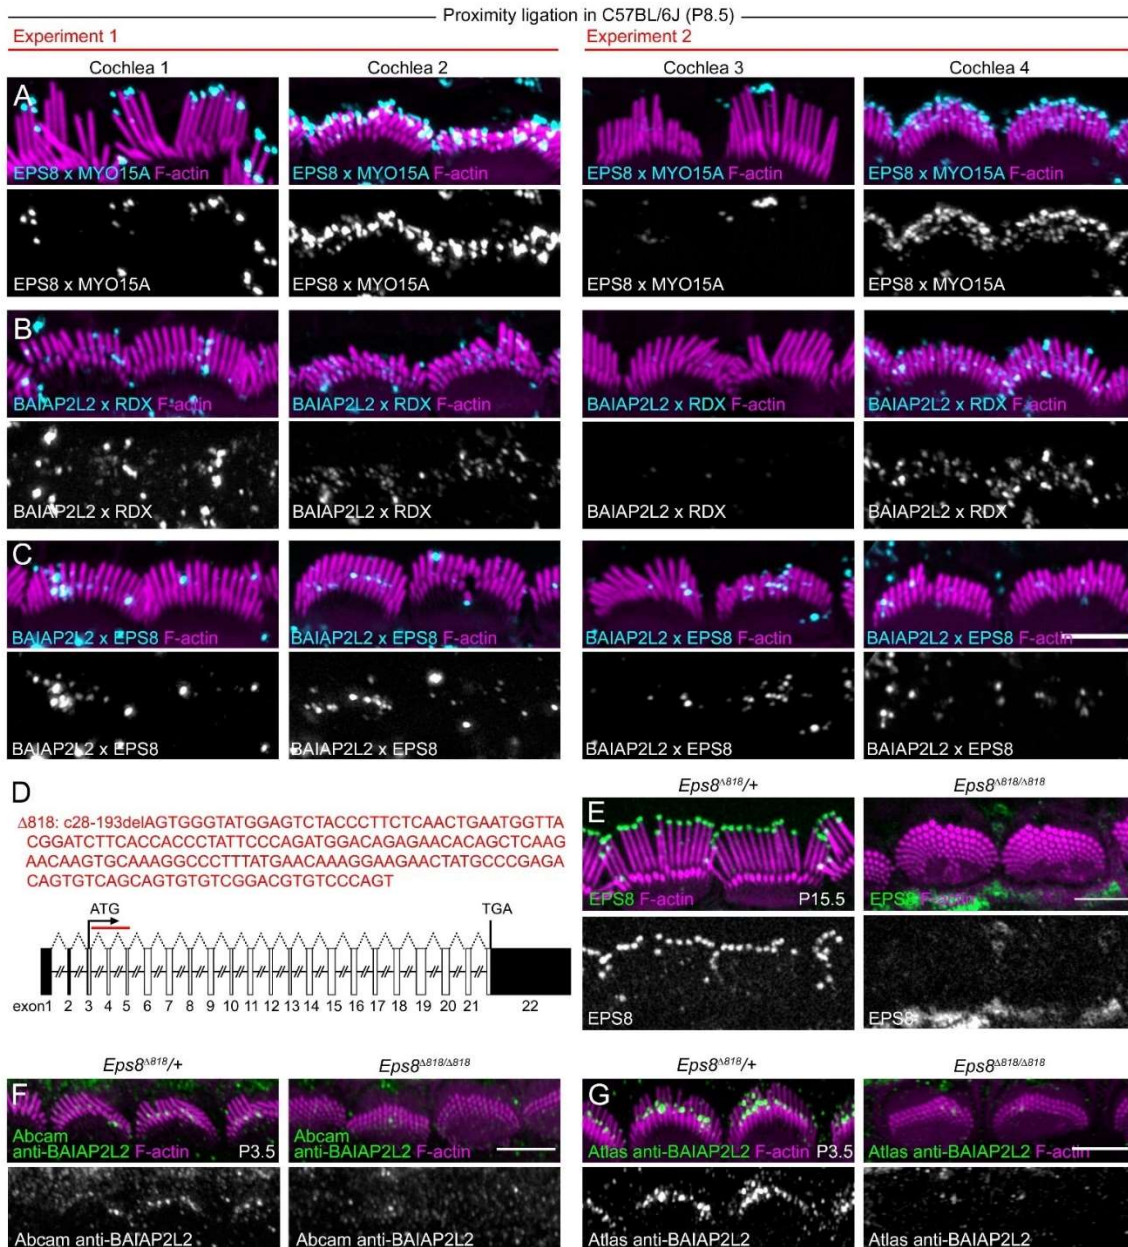 Proximity ligation in C57BL/6J (P8.5)
Experiment 1
Experiment 2
Cochlea 1
Cochlea 2
Cochlea 3
Cochlea 4
A
EPS8 x MYO15A F-actin
EPS8 x MYO15A F-actin
EPS8 x MYO15A F-actin
EPS8 x MYO15A F-actin
EPS8 x MYO15A
EPS8 x MYO15A
EPS8 x MYO15A
EPS8 x MYO15A
B
BAIAP2L2 x RDX F-actin
BAIAP2L2 x RDX F-actin
BAIAP2L2 x RDX F-actin
BAIAP2L2 x RDX F-actin
BAIAP2L2 x RDX
BAIAP2L2 x RDX
BAIAP2L2 x RDX
BAIAP2L2 x RDX
C
BAIAP2L2 x EPS8 F-actin
BAIAP2L2 x EPS8 F-actin
BAIAP2L2 x EPS8 F-actin
BAIAP2L2 x EPS8 F-actin
BAIAP2L2 x EPS8
BAIAP2L2 x EPS8
BAIAP2L2 x EPS8
BAIAP2L2 x EPS8
D
Δ818: c28-193delAGTGGGTATGGAGTCTACCCTTCTCAACTGAATGGTTA
CGGATCTTCACCACCCTATTCCCAGATGGACAGAGAACACAGCTCAAG
AACAAGTGCAAAGGCCCTTTATGAACAAAGGAAGAACTATGCCCGAGA
CAGTGTCAGCAGTGTGTCGGACGTGTCCCAGT
ATG
TGA
exon1 2 3 4 5 6 7 8 9 10 11 12 13 14 15 16 17 18 19 20 21 22
Eps8Δ818/+
Eps8Δ818/Δ818
E
EPS8 F-actin
P15.5
EPS8 F-actin
EPS8
EPS8
Eps8Δ818/+
Eps8Δ818/Δ818
Eps8Δ818/+
Eps8Δ818/Δ818
F
Abcam
anti-BAIAP2L2 F-actin
P3.5
Abcam
anti-BAIAP2L2 F-actin
G
Atlas anti-BAIAP2L2 F-actin
P3.5
Atlas anti-BAIAP2L2 F-actin
Abcam anti-BAIAP2L2
Abcam anti-BAIAP2L2
Atlas anti-BAIAP2L2
Atlas anti-BAIAP2L2